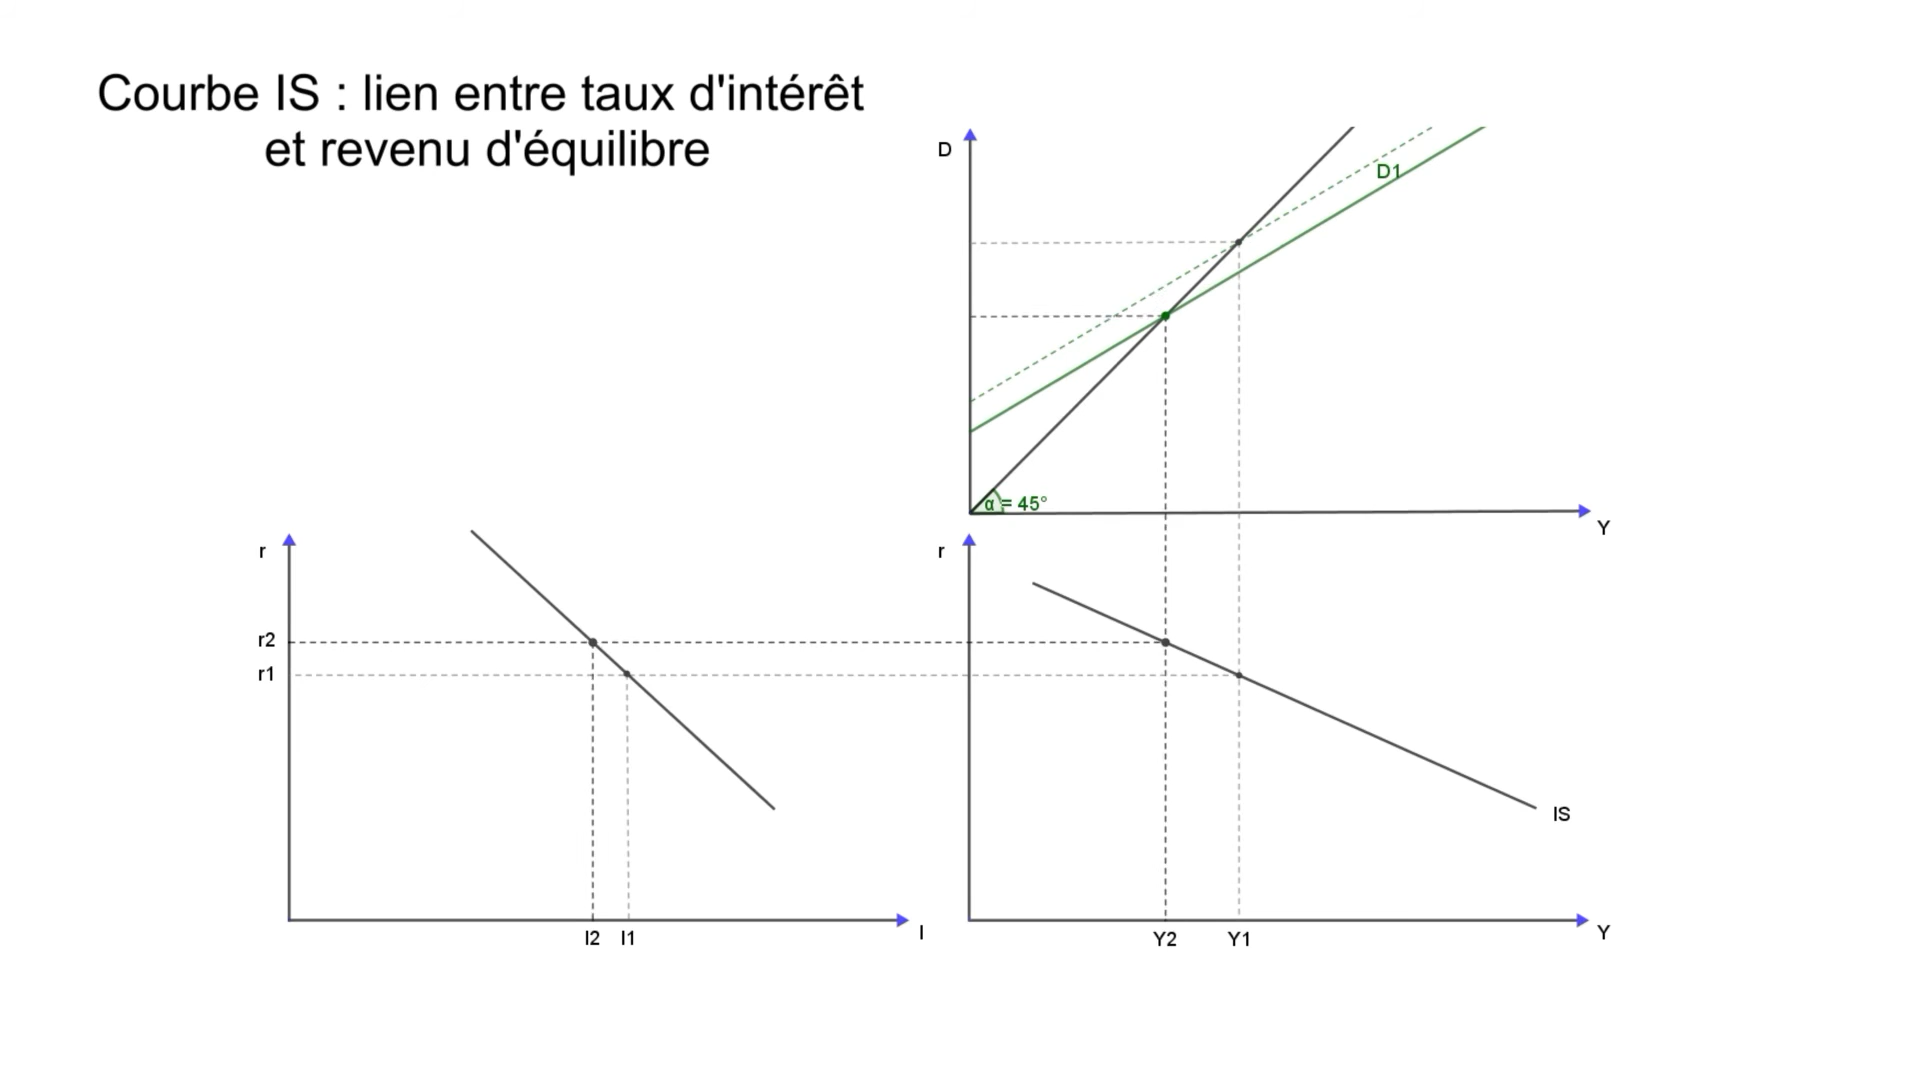 Courbe IS : lien entre taux d'intérêt
et revenu d'équilibre
D
D1
α = 45°
Y
r
r2
r1
I2 I1
I
r
IS
Y2 Y1
Y